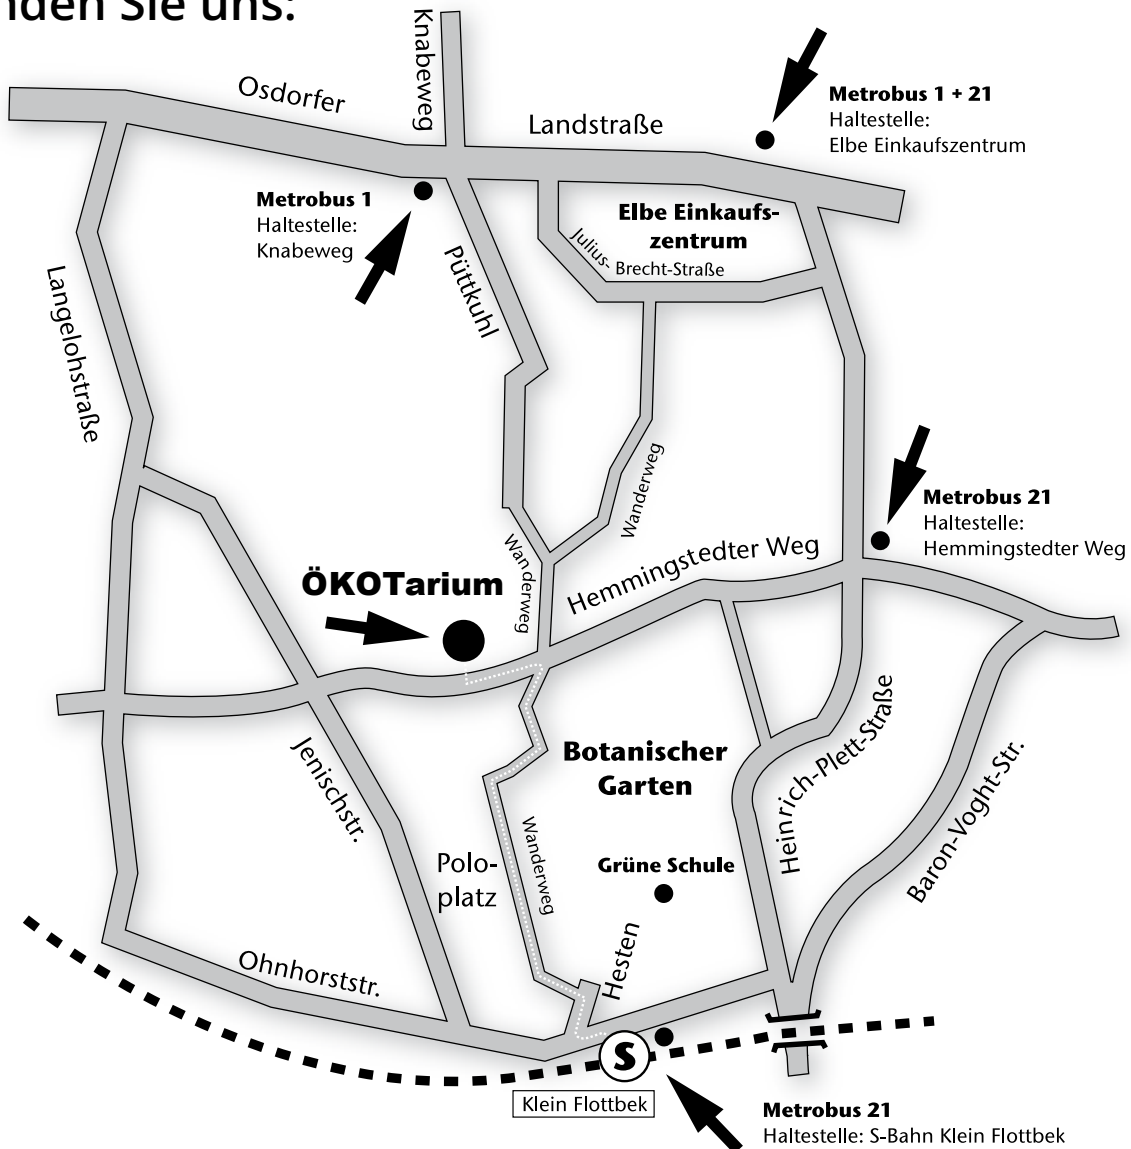 nden Sie uns:
Knabeweg
Osdorfer
Landstraße
Metrobus 1 + 21
Haltestelle:
Elbe Einkaufszentrum
Metrobus 1
Haltestelle:
Knabeweg
Elbe Einkaufs-
zentrum
Julius-
Brecht-Straße
Püttkuhl
Langelohstraße
Wanderweg
Metrobus 21
Haltestelle:
Hemmingstedter Weg
Wanderweg
Hemmingstedter Weg
ÖKOTarium
Botanischer
Garten
Heinrich-Plett-Straße
Baron-Voght-Str.
Jenischstr.
Polo-
platz
Wanderweg
Grüne Schule
Hesten
Ohnhorststr.
S
Klein Flottbek
Metrobus 21
Haltestelle: S-Bahn Klein Flottbek